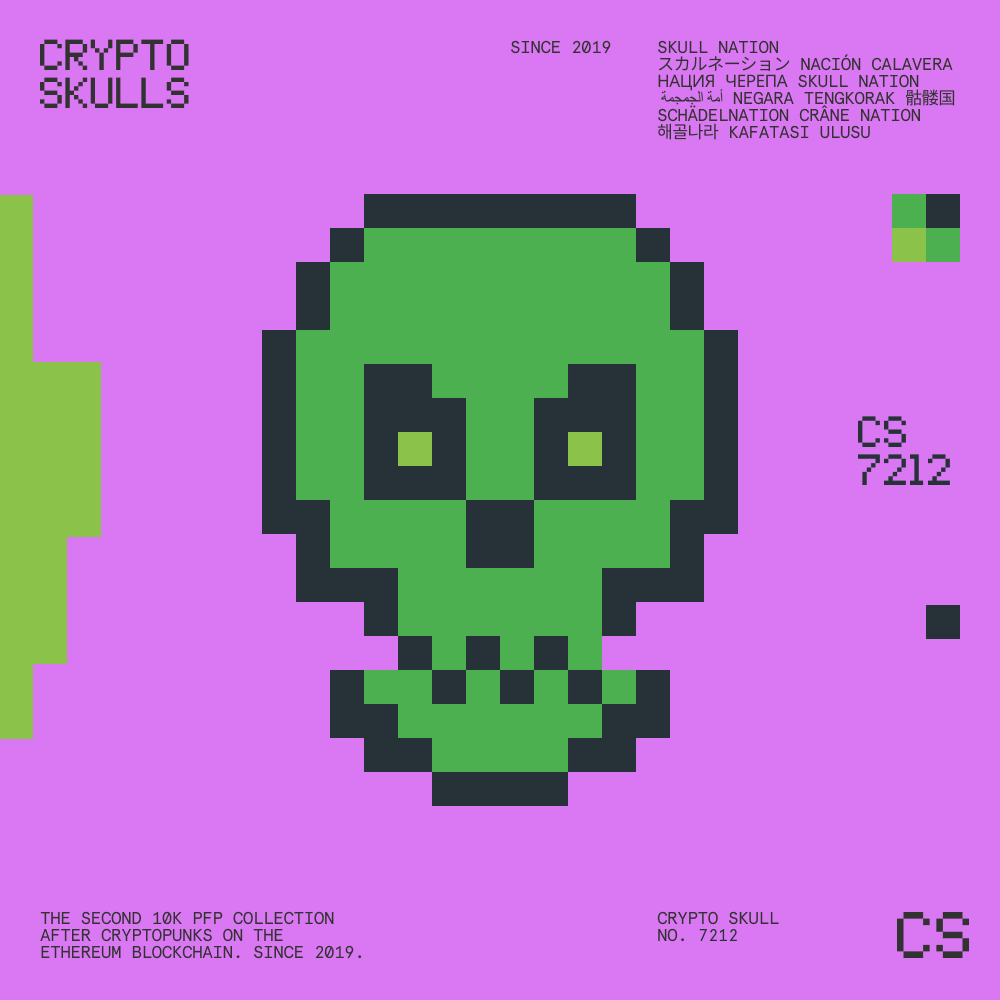 CRYPTO
SKULLS
SINCE 2019
SKULL NATION
スカルネーション NACIÓN CALAVERA
НАЦИЯ ЧЕРЕПА SKULL NATION
أمة الجمجمة NEGARA TENGKORAK 骷髅国
SCHÄDELNATION CRÂNE NATION
해골나라 KAFATASI ULUSU
CS
7212
THE SECOND 10K PFP COLLECTION
AFTER CRYPTOPUNKS ON THE
ETHEREUM BLOCKCHAIN. SINCE 2019.
CRYPTO SKULL
NO. 7212
CS